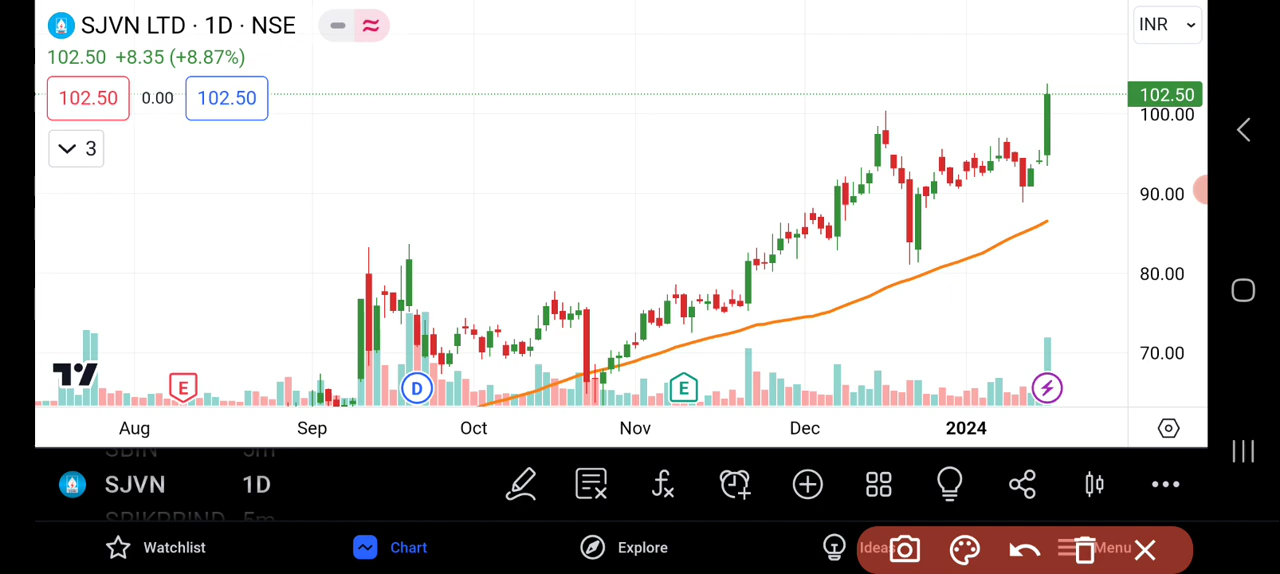 SJVN LTD · 1D · NSE
INR
102.50 +8.35 (+8.87%)
102.50 0.00 102.50
102.50
100.00
3
90.00
80.00
70.00
E D E
Aug Sep Oct Nov Dec 2024
SBIN 5m
SJVN 1D
5m
Watchlist Chart Explore Ideas Menu